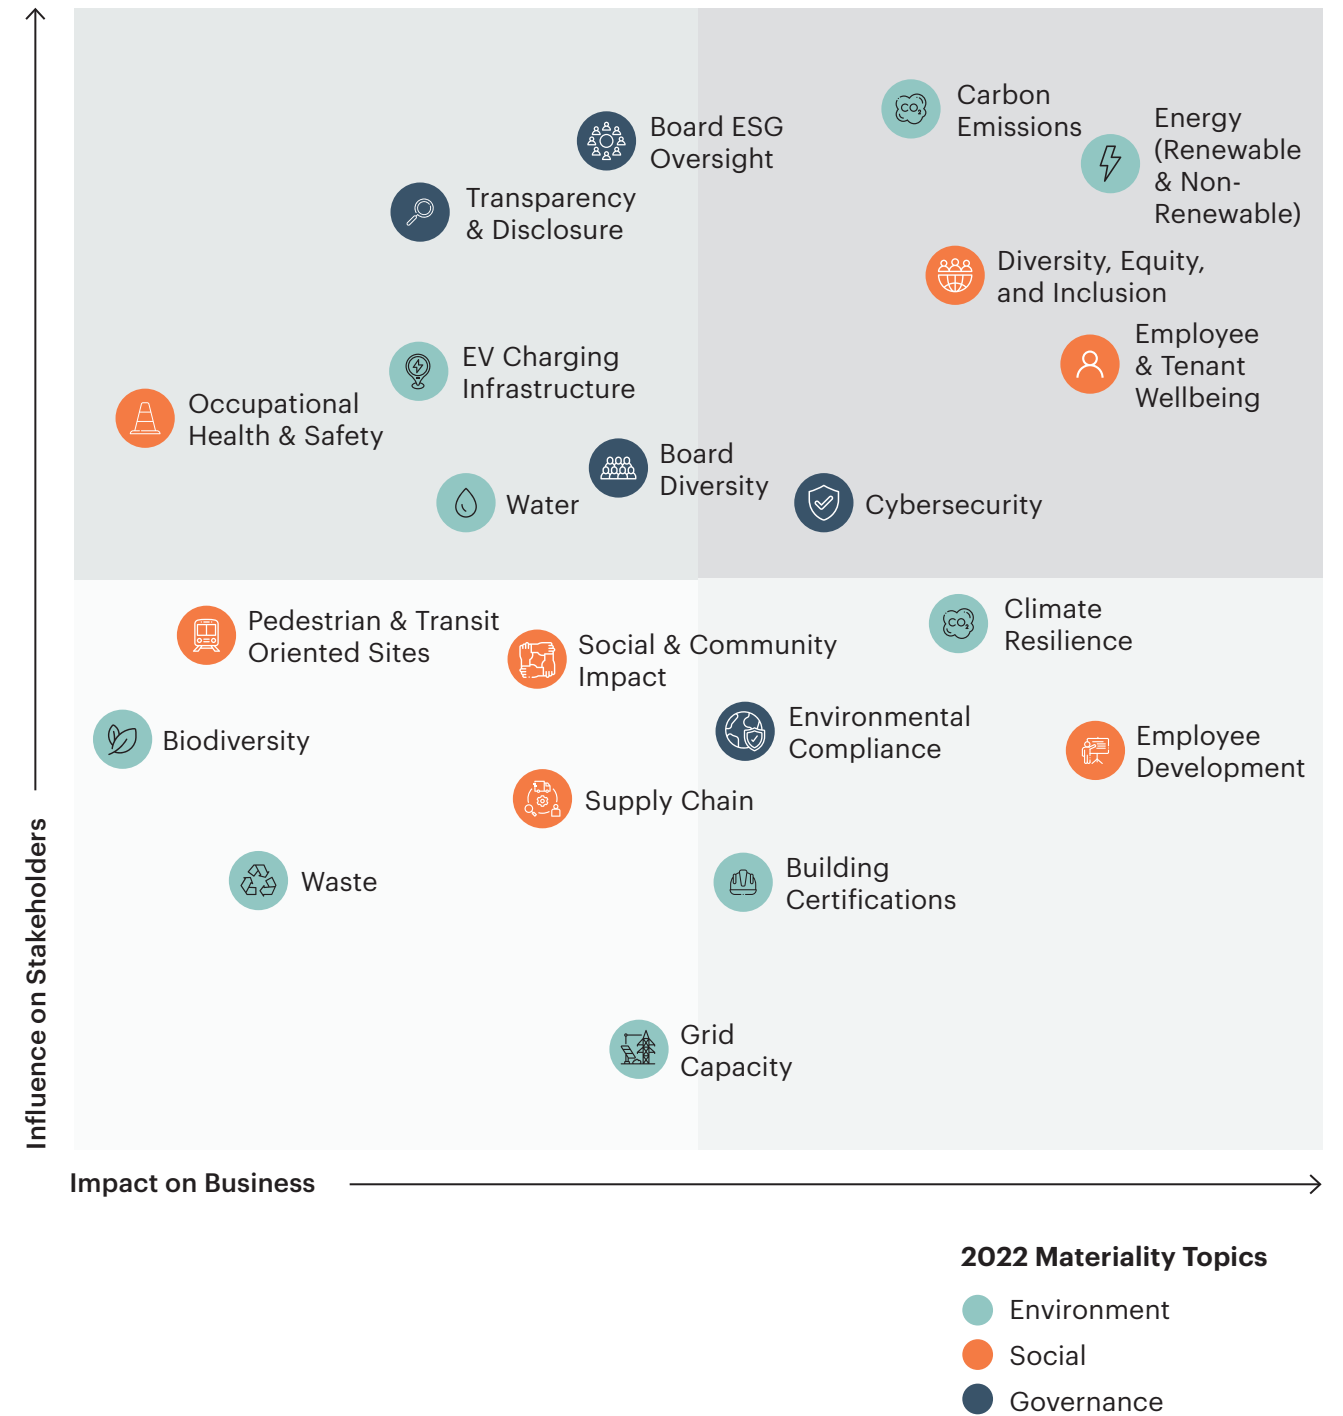 Carbon
Emissions
Energy
(Renewable
& Non-
Renewable)
Board ESG
Oversight
Transparency
& Disclosure
Diversity, Equity,
and Inclusion
Employee
& Tenant
Wellbeing
EV Charging
Infrastructure
Occupational
Health & Safety
Board
Diversity
Water
Cybersecurity
Pedestrian & Transit
Oriented Sites
Social & Community
Impact
Climate
Resilience
Biodiversity
Environmental
Compliance
Employee
Development
Supply Chain
Waste
Building
Certifications
Grid
Capacity
CO2
CO2
Influence on Stakeholders
Impact on Business
2022 Materiality Topics
Environment
Social
Governance